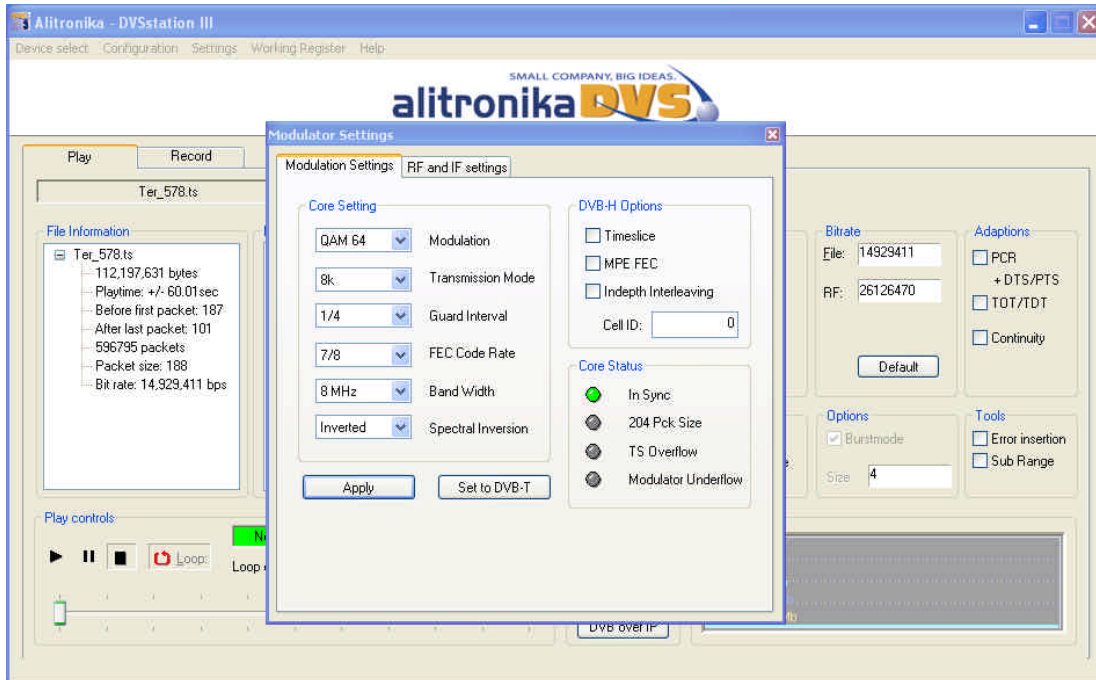 Alitronika - DVSstation III
Device select Configuration Settings Working Register Help
SMALL COMPANY, BIG IDEAS.
alitronika DVS
Play
Record
Ter_578.ts
File Information
Ter_578.ts
112,197,631 bytes
Playtime: +/- 60.01sec
Before first packet: 187
After last packet: 101
596795 packets
Packet size: 188
Bit rate: 14,929,411 bps
Modulator Settings
Modulation Settings
RF and IF settings
Core Setting
QAM 64 Modulation
8k Transmission Mode
1/4 Guard Interval
7/8 FEC Code Rate
8 MHz Band Width
Inverted Spectral Inversion
Apply
Set to DVB-T
DVB-H Options
Timeslice
MPE FEC
Indepth Interleaving
Cell ID: 0
Core Status
In Sync
204 Pck Size
TS Overflow
Modulator Underflow
Bitrate
File: 14929411
RF: 26126470
Default
Adaptions
PCR
+ DTS/PTS
TOT/TDT
Continuity
Options
Burstmode
Size 4
Tools
Error insertion
Sub Range
Play controls
Loop:
Loop
DVB over IP